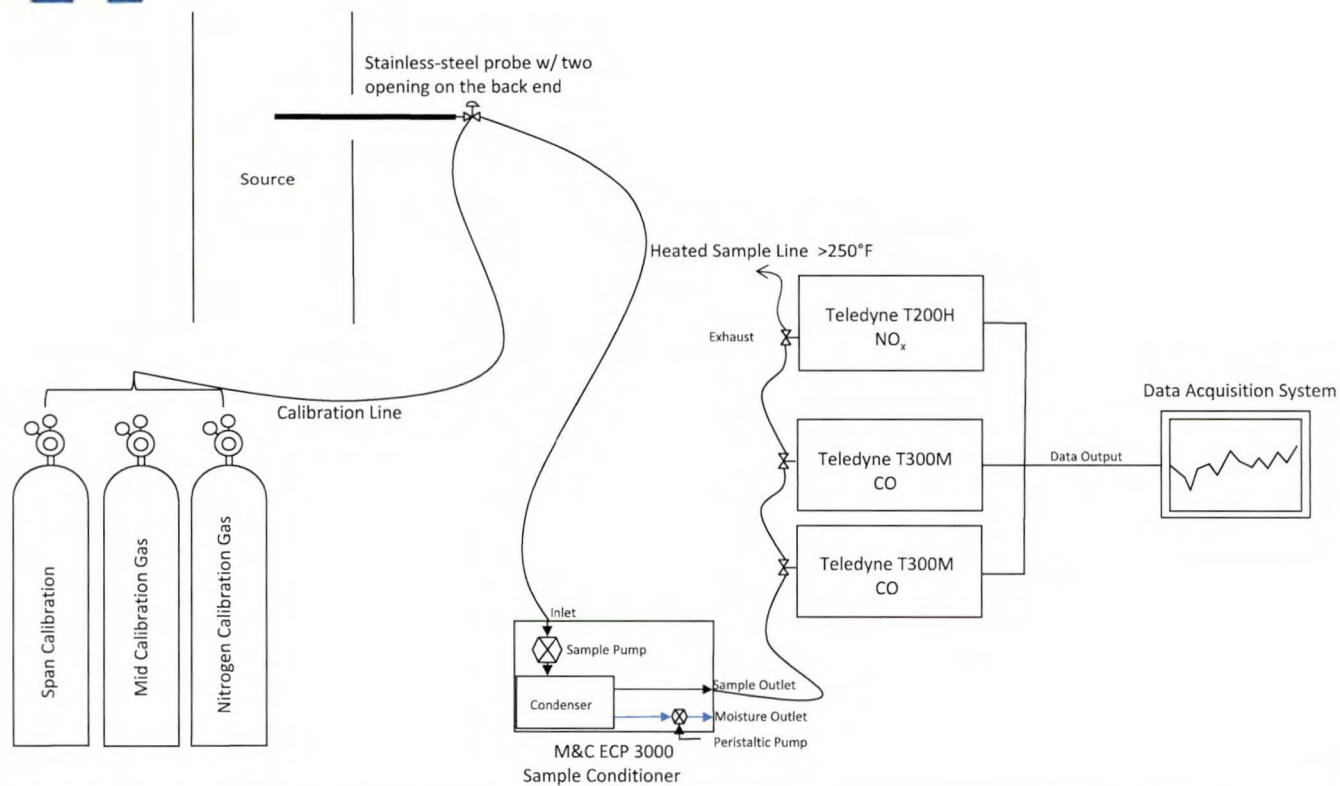 Stainless-steel probe w/ two
opening on the back end
Source
Heated Sample Line >250°F
Exhaust
Teledyne T200H
NOx
Calibration Line
Data Acquisition System
Teledyne T300M
CO
Data Output
Teledyne T300M
CO
Span Calibration
Mid Calibration Gas
Nitrogen Calibration Gas
Inlet
Sample Pump
Condenser
Sample Outlet
Moisture Outlet
Peristaltic Pump
M&C ECP 3000
Sample Conditioner